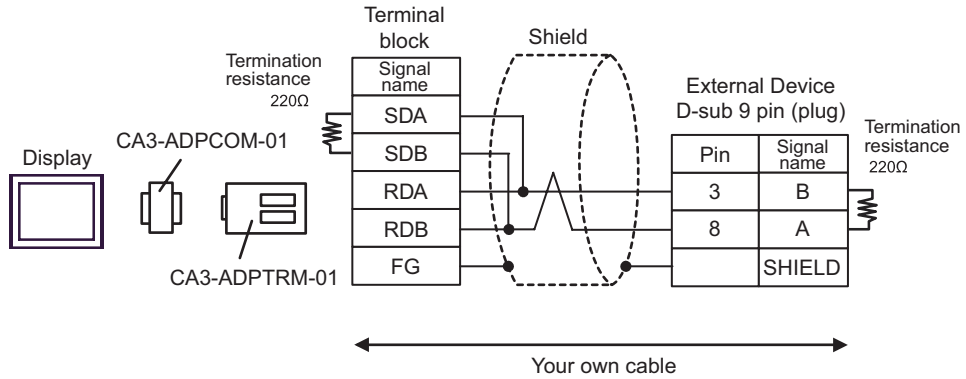 Terminal
block
Shield
Termination
resistance
220Ω
Signal
name
SDA
SDB
RDA
RDB
FG
External Device
D-sub 9 pin (plug)
Termination
resistance
220Ω
Pin
Signal
name
3
B
8
A
SHIELD
Display
CA3-ADPCOM-01
CA3-ADPTRM-01
Your own cable